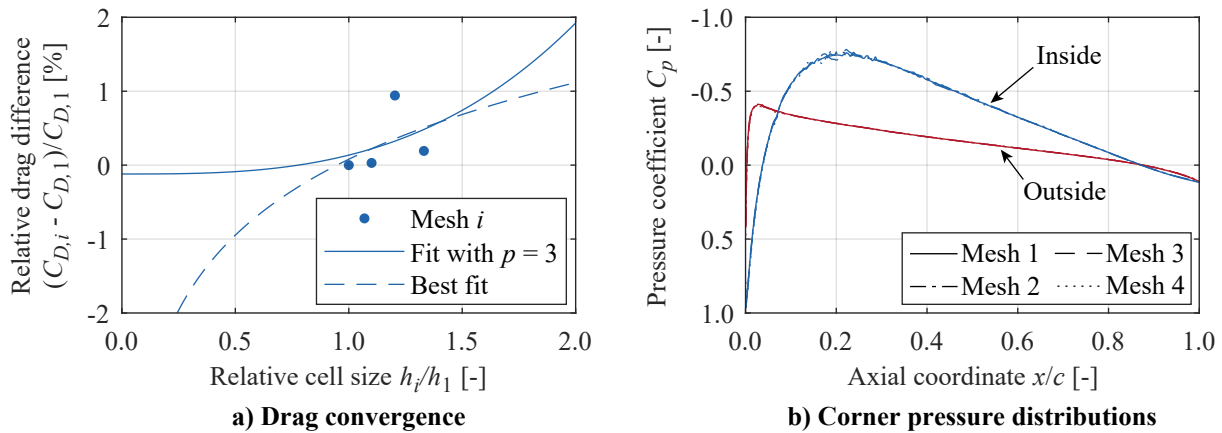 Relative drag difference
(C_{D,i} - C_{D,1})/C_{D,1} [%]
2
1
0
-1
-2
0.0 0.5 1.0 1.5 2.0
Relative cell size h_i/h_1 [-]
Mesh i
Fit with p = 3
Best fit
a) Drag convergence
Pressure coefficient C_p [-]
-1.0
-0.5
0.0
0.5
1.0
0.0 0.2 0.4 0.6 0.8 1.0
Axial coordinate x/c [-]
Inside
Outside
Mesh 1 Mesh 3
Mesh 2 Mesh 4
b) Corner pressure distributions